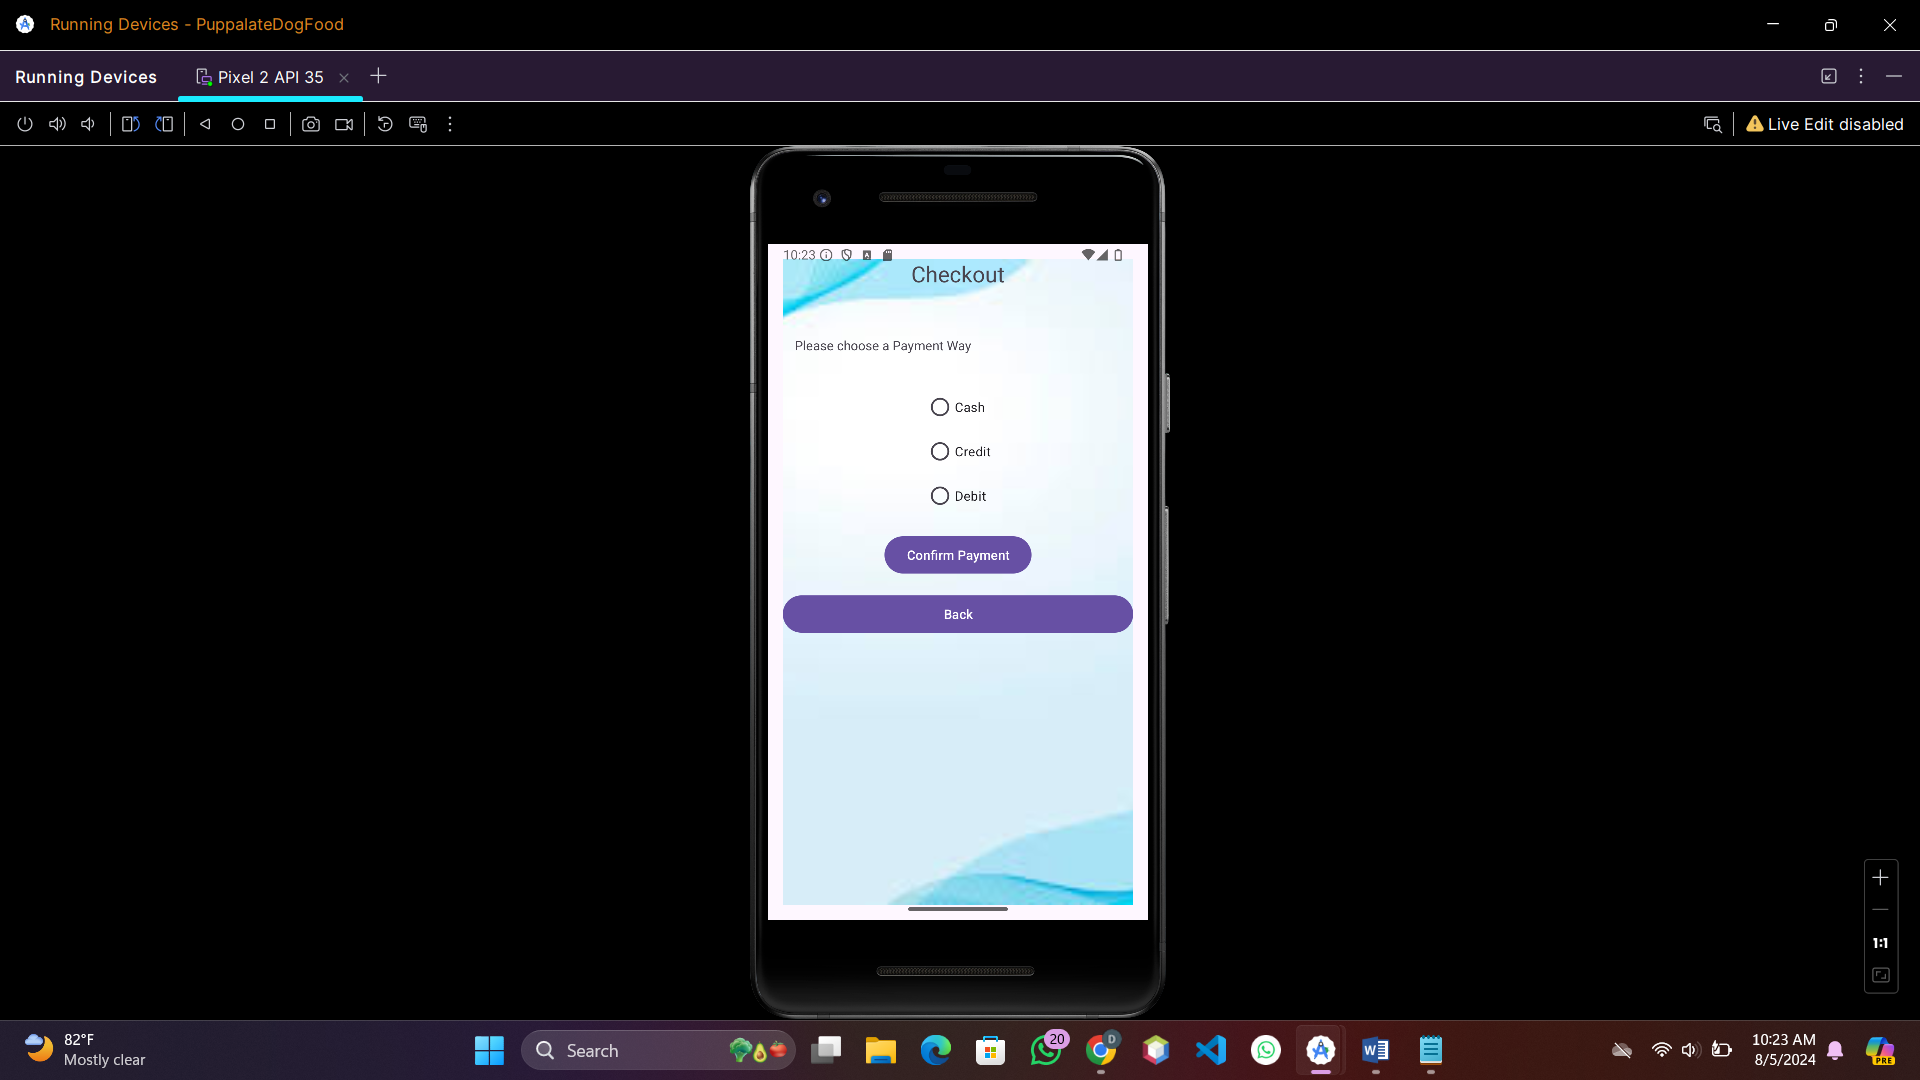 Running Devices - PuppalateDogFood
Running Devices
Pixel 2 API 35
Live Edit disabled
10:23
Checkout
Please choose a Payment Way
Cash
Credit
Debit
Confirm Payment
Back
1:1
82°F
Mostly clear
Search
20
D
10:23 AM
8/5/2024
PRE